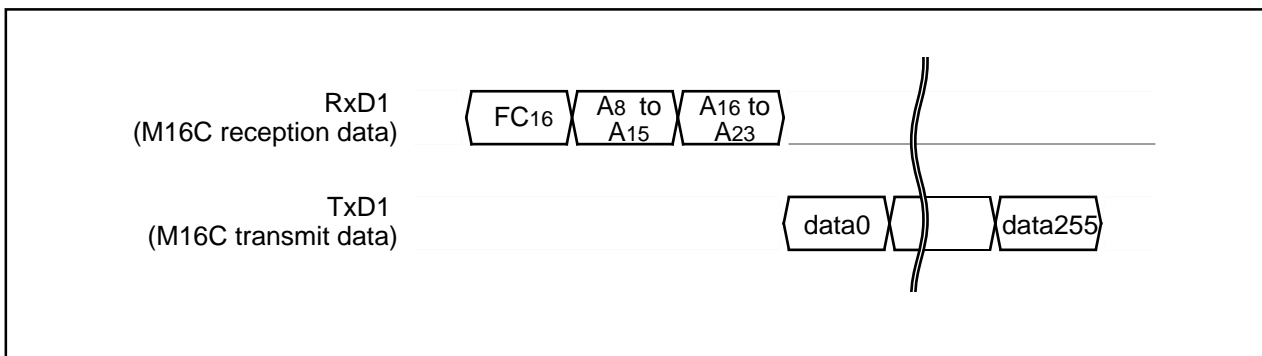 RxD1
(M16C reception data)
FC16
A8 to
A15
A16 to
A23
TxD1
(M16C transmit data)
data0
data255